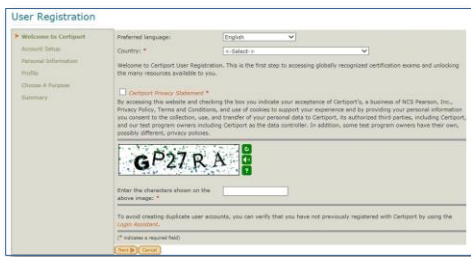 User Registration
Welcome to Certiport
Account Setup
Personal Information
Profile
Choose A Purpose
Summary
Preferred language: English
Country: * <-Select->
Welcome to Certiport User Registration. This is the first step to accessing globally recognized certification exams and unlocking
the many resources available to you.
Certiport Privacy Statement *
By accessing this website and checking the box you indicate your acceptance of Certiport's, a business of NCS Pearson, Inc.,
Privacy Policy, Terms and Conditions, and use of cookies to support your experience and by providing your personal information
you consent to the collection, use, and transfer of your personal data to Certiport, its authorized third parties, including Certiport,
and our test program owners including Certiport as the data controller. In addition, some test program owners have their own,
possibly different, privacy policies.
GP27RA
?
Enter the characters shown on the
above image: *
To avoid creating duplicate user accounts, you can verify that you have not previously registered with Certiport by using the
Login Assistant.
(* indicates a required field)
Next Cancel